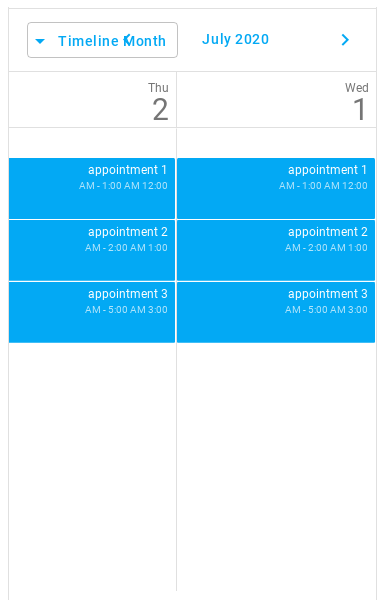 Timeline Month
July 2020
Wed
1
Thu
2
appointment 1
AM - 1:00 AM 12:00
appointment 2
AM - 2:00 AM 1:00
appointment 3
AM - 5:00 AM 3:00
appointment 1
AM - 1:00 AM 12:00
appointment 2
AM - 2:00 AM 1:00
appointment 3
AM - 5:00 AM 3:00